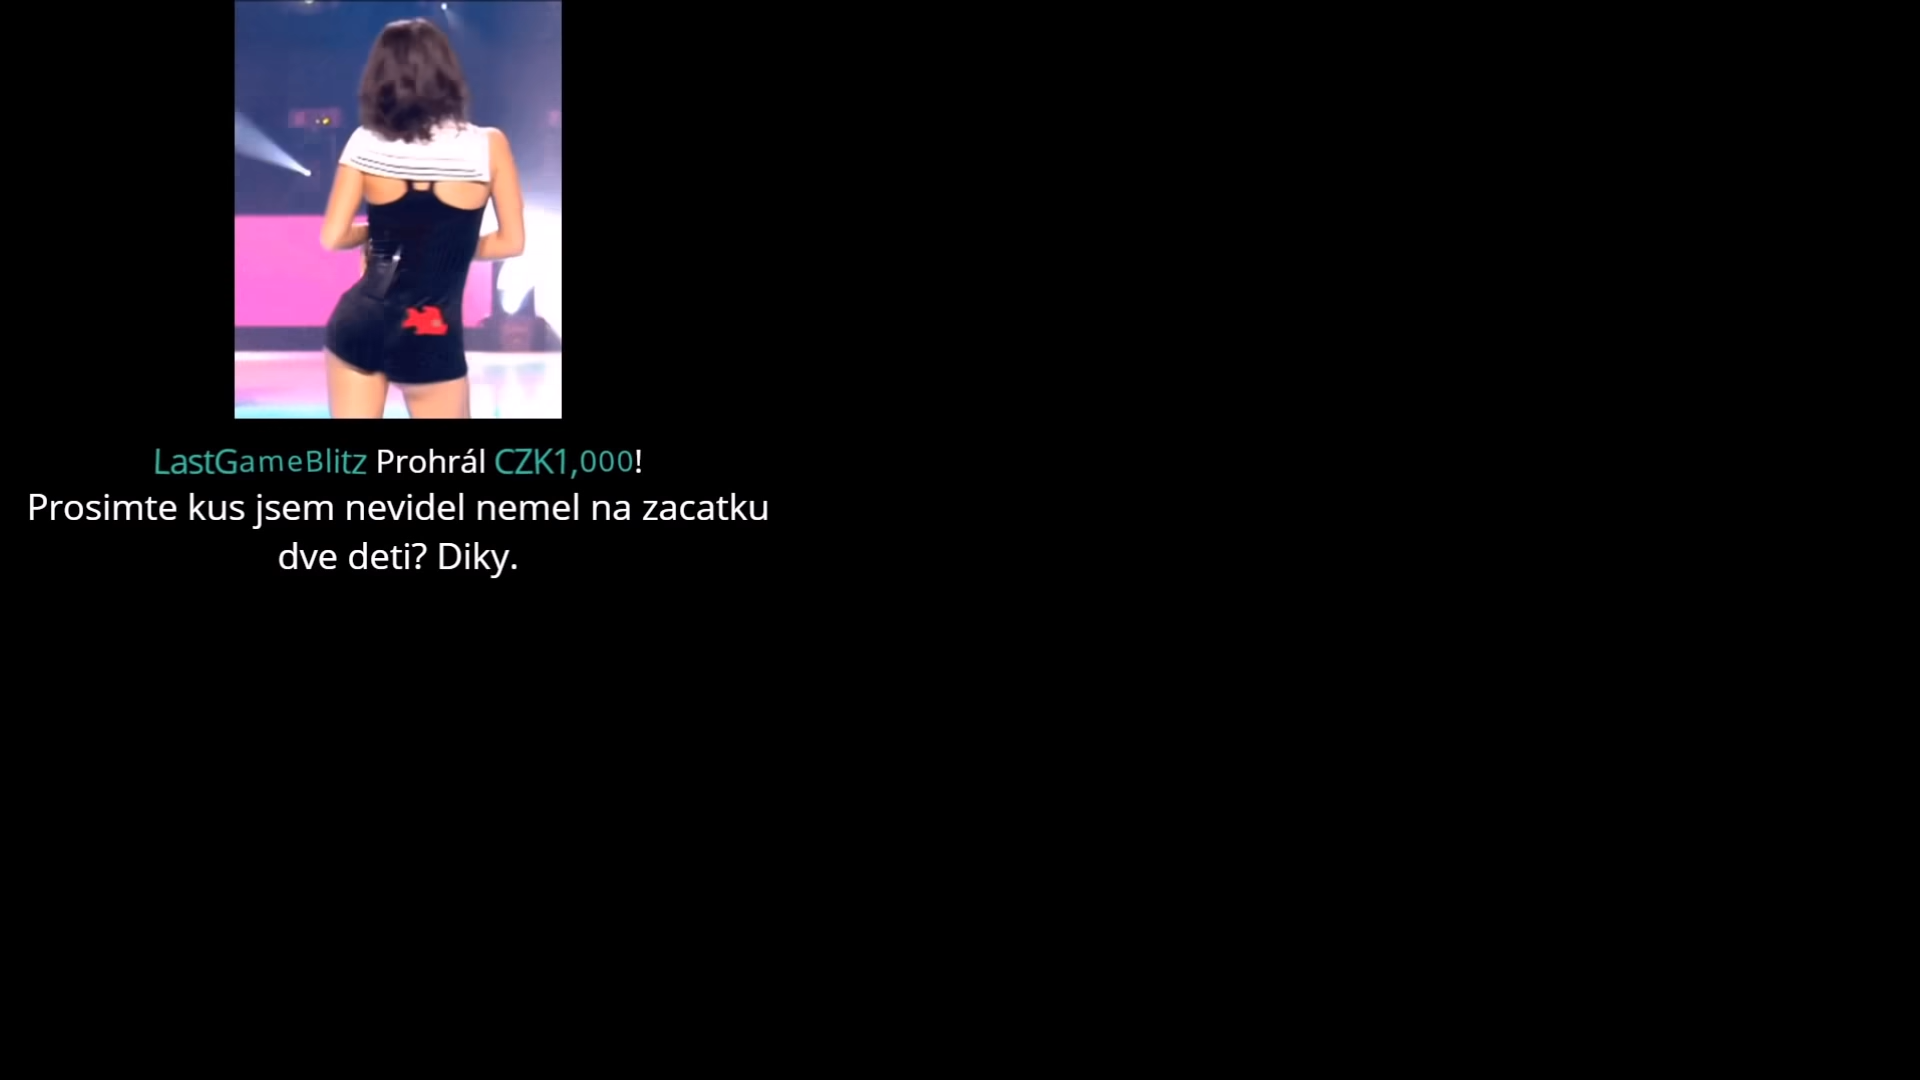 LastGameBlitz Prohrál CZK1,000!
Prosimte kus jsem nevidel nemel na zacatku
dve deti? Diky.